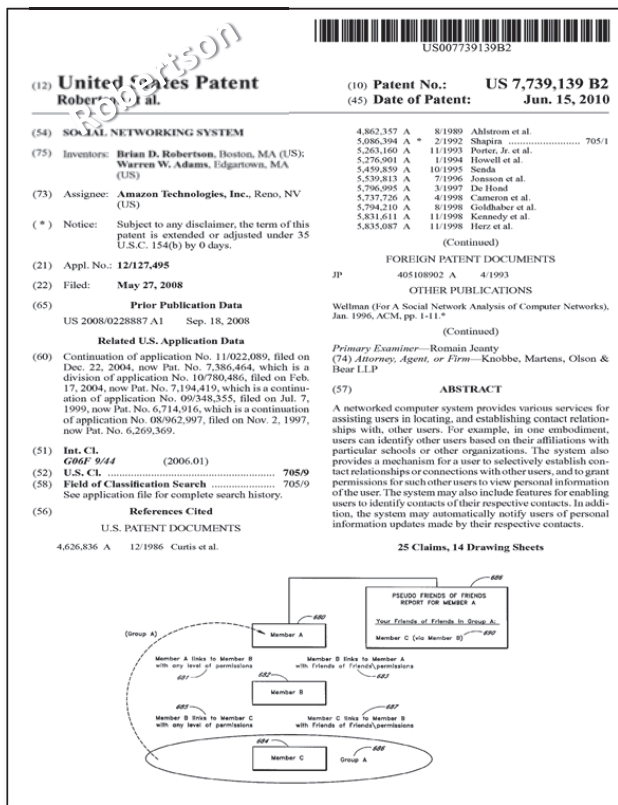 US007739139B2
Robertson
(12) United States Patent
Robertson et al.
(10) Patent No.: US 7,739,139 B2
(45) Date of Patent: Jun. 15, 2010
(54) SOCIAL NETWORKING SYSTEM
(75) Inventors: Brian D. Robertson, Boston, MA (US);
Warren W. Adams, Edgartown, MA
(US)
(73) Assignee: Amazon Technologies, Inc., Reno, NV
(US)
( * ) Notice: Subject to any disclaimer, the term of this
patent is extended or adjusted under 35
U.S.C. 154(b) by 0 days.
(21) Appl. No.: 12/127,495
(22) Filed: May 27, 2008
(65) Prior Publication Data
US 2008/0228887 A1 Sep. 18, 2008
Related U.S. Application Data
(60) Continuation of application No. 11/022,089, filed on
Dec. 22, 2004, now Pat. No. 7,386,464, which is a
division of application No. 10/780,486, filed on Feb.
17, 2004, now Pat. No. 7,194,419, which is a continu-
ation of application No. 09/348,355, filed on Jul. 7,
1999, now Pat. No. 6,714,916, which is a continuation
of application No. 08/962,997, filed on Nov. 2, 1997,
now Pat. No. 6,269,369.
(51) Int. Cl.
G06F 9/44 (2006.01)
(52) U.S. Cl. .......... 705/9
(58) Field of Classification Search .......... 705/9
See application file for complete search history.
(56) References Cited
U.S. PATENT DOCUMENTS
4,626,836 A 12/1986 Curtis et al.
4,862,357 A 8/1989 Ahlstrom et al.
5,086,394 A * 2/1992 Shapira .......... 705/1
5,263,160 A 11/1993 Porter, Jr. et al.
5,276,901 A 1/1994 Howell et al.
5,459,859 A 10/1995 Senda
5,539,813 A 7/1996 Jonsson et al.
5,796,995 A 3/1997 De Hond
5,737,726 A 4/1998 Cameron et al.
5,794,210 A 8/1998 Goldhaber et al.
5,831,611 A 11/1998 Kennedy et al.
5,835,087 A 11/1998 Herz et al.
(Continued)
FOREIGN PATENT DOCUMENTS
JP 405108902 A 4/1993
OTHER PUBLICATIONS
Wellman (For A Social Network Analysis of Computer Networks),
Jan. 1996, ACM, pp. 1-11.*
(Continued)
Primary Examiner—Romain Jeanty
(74) Attorney, Agent, or Firm—Knobbe, Martens, Olson &
Bear LLP
(57) ABSTRACT
A networked computer system provides various services for
assisting users in locating, and establishing contact relation-
ships with, other users. For example, in one embodiment,
users can identify other users based on their affiliations with
particular schools or other organizations. The system also
provides a mechanism for a user to selectively establish con-
tact relationships or connections with other users, and to grant
permissions for such other users to view personal information
of the user. The system may also include features for enabling
users to identify contacts of their respective contacts. In addi-
tion, the system may automatically notify users of personal
information updates made by their respective contacts.
25 Claims, 14 Drawing Sheets
686
PSEUDO FRIENDS OF FRIENDS
REPORT FOR MEMBER A
Your Friends of Friends In Group A:
Member C (via Member B) 690
680
Member A
(Group A)
Member A links to Member B
with any level of permissions
681
Member B links to Member A
with Friends of Friends\permissions
683
682
Member B
685
Member B links to Member C
with any level of permissions
687
Member C links to Member B
with Friends of Friends\permissions
684
Member C
Group A
686